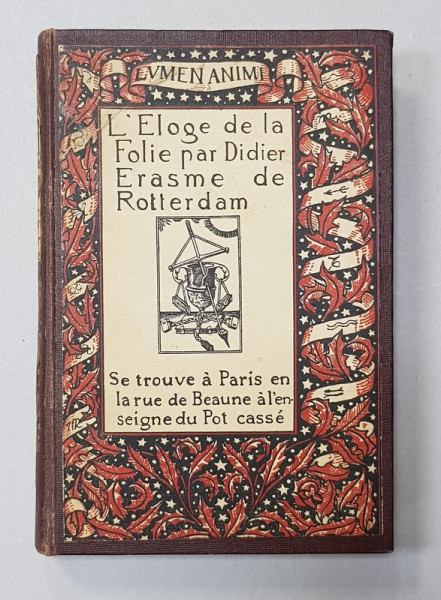 LVMEN ANIMI
L'Eloge de la
Folie par Didier
Erasme de
Rotterdam
Se trouve à Paris en
la rue de Beaune à l'en-
seigne du Pot cassé